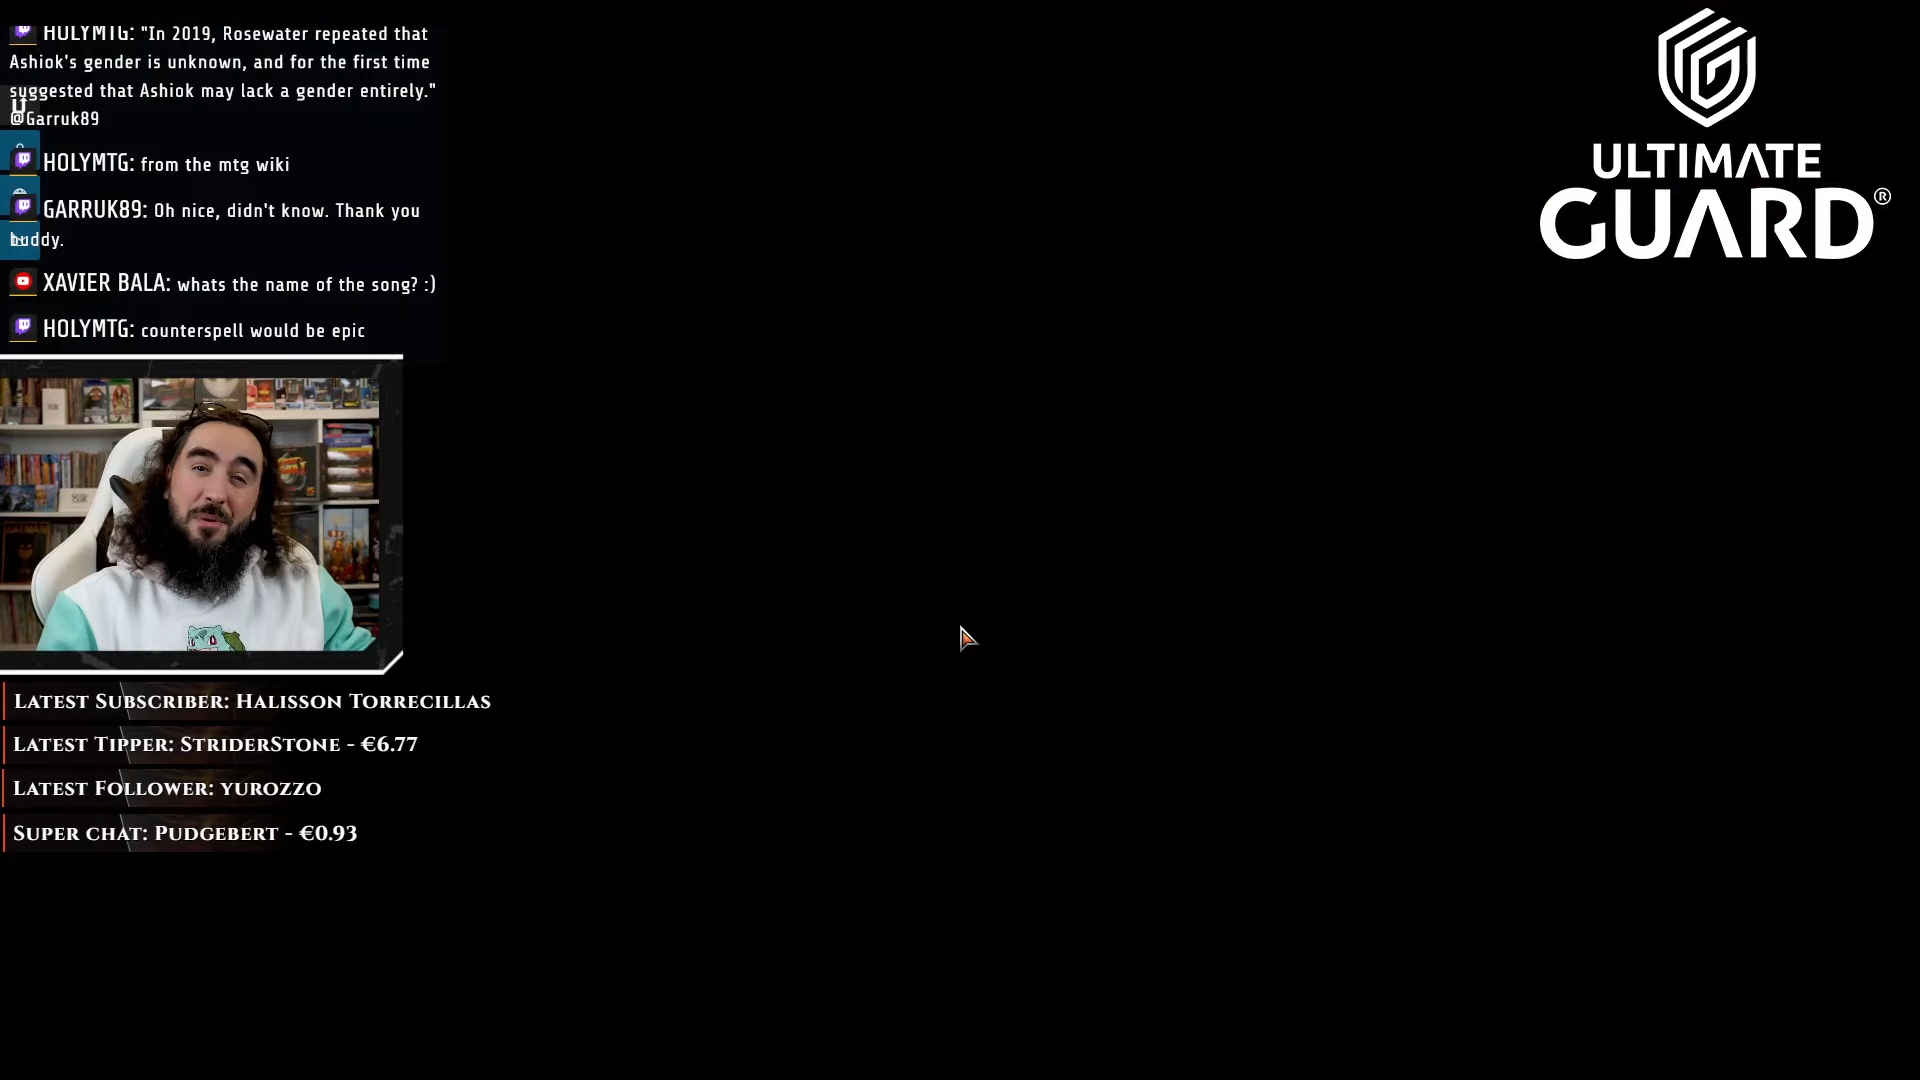 HOLYMTG: "In 2019, Rosewater repeated that
Ashiok's gender is unknown, and for the first time
suggested that Ashiok may lack a gender entirely."
@Garruk89
HOLYMTG: from the mtg wiki
GARRUK89: Oh nice, didn't know. Thank you
buddy.
XAVIER BALA: whats the name of the song? :)
HOLYMTG: counterspell would be epic
Latest Subscriber: Halisson Torrecillas
Latest Tipper: StriderStone - €6.77
Latest Follower: yurozzo
Super chat: Pudgebert - €0.93
ULTIMATE
GUARD®